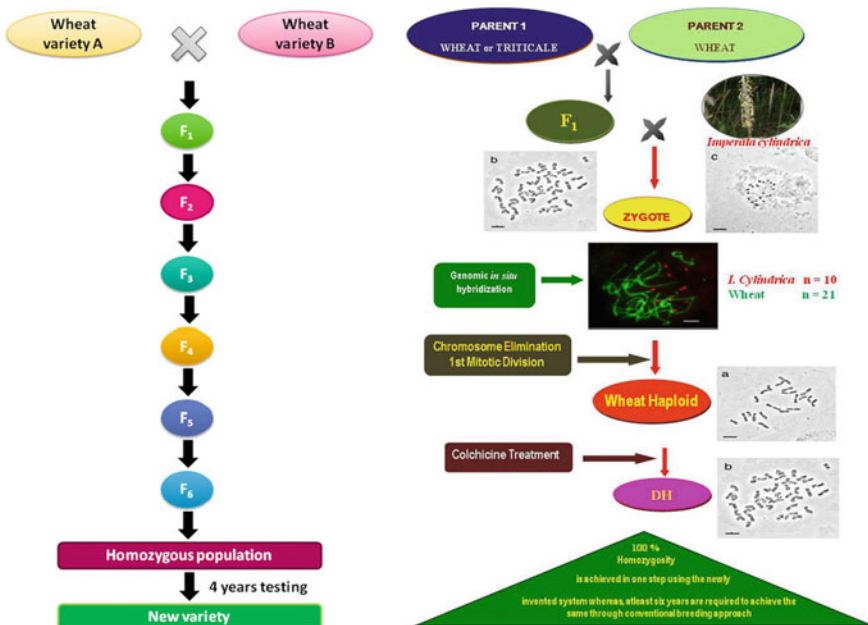 Wheat
variety A
Wheat
variety B
F1
F2
F3
F4
F5
F6
Homozygous population
4 years testing
New variety
PARENT 1
WHEAT or TRITICALE
PARENT 2
WHEAT
F1
Imperata cylindrica
b
c
ZYGOTE
Genomic in situ
hybridization
I. Cylindrica n = 10
Wheat n = 21
Chromosome Elimination
1st Mitotic Division
a
Wheat Haploid
Colchicine Treatment
b
DH
100 %
Homozygosity
is achieved in one step using the newly
invented system whereas, atleast six years are required to achieve the
same through conventional breeding approach